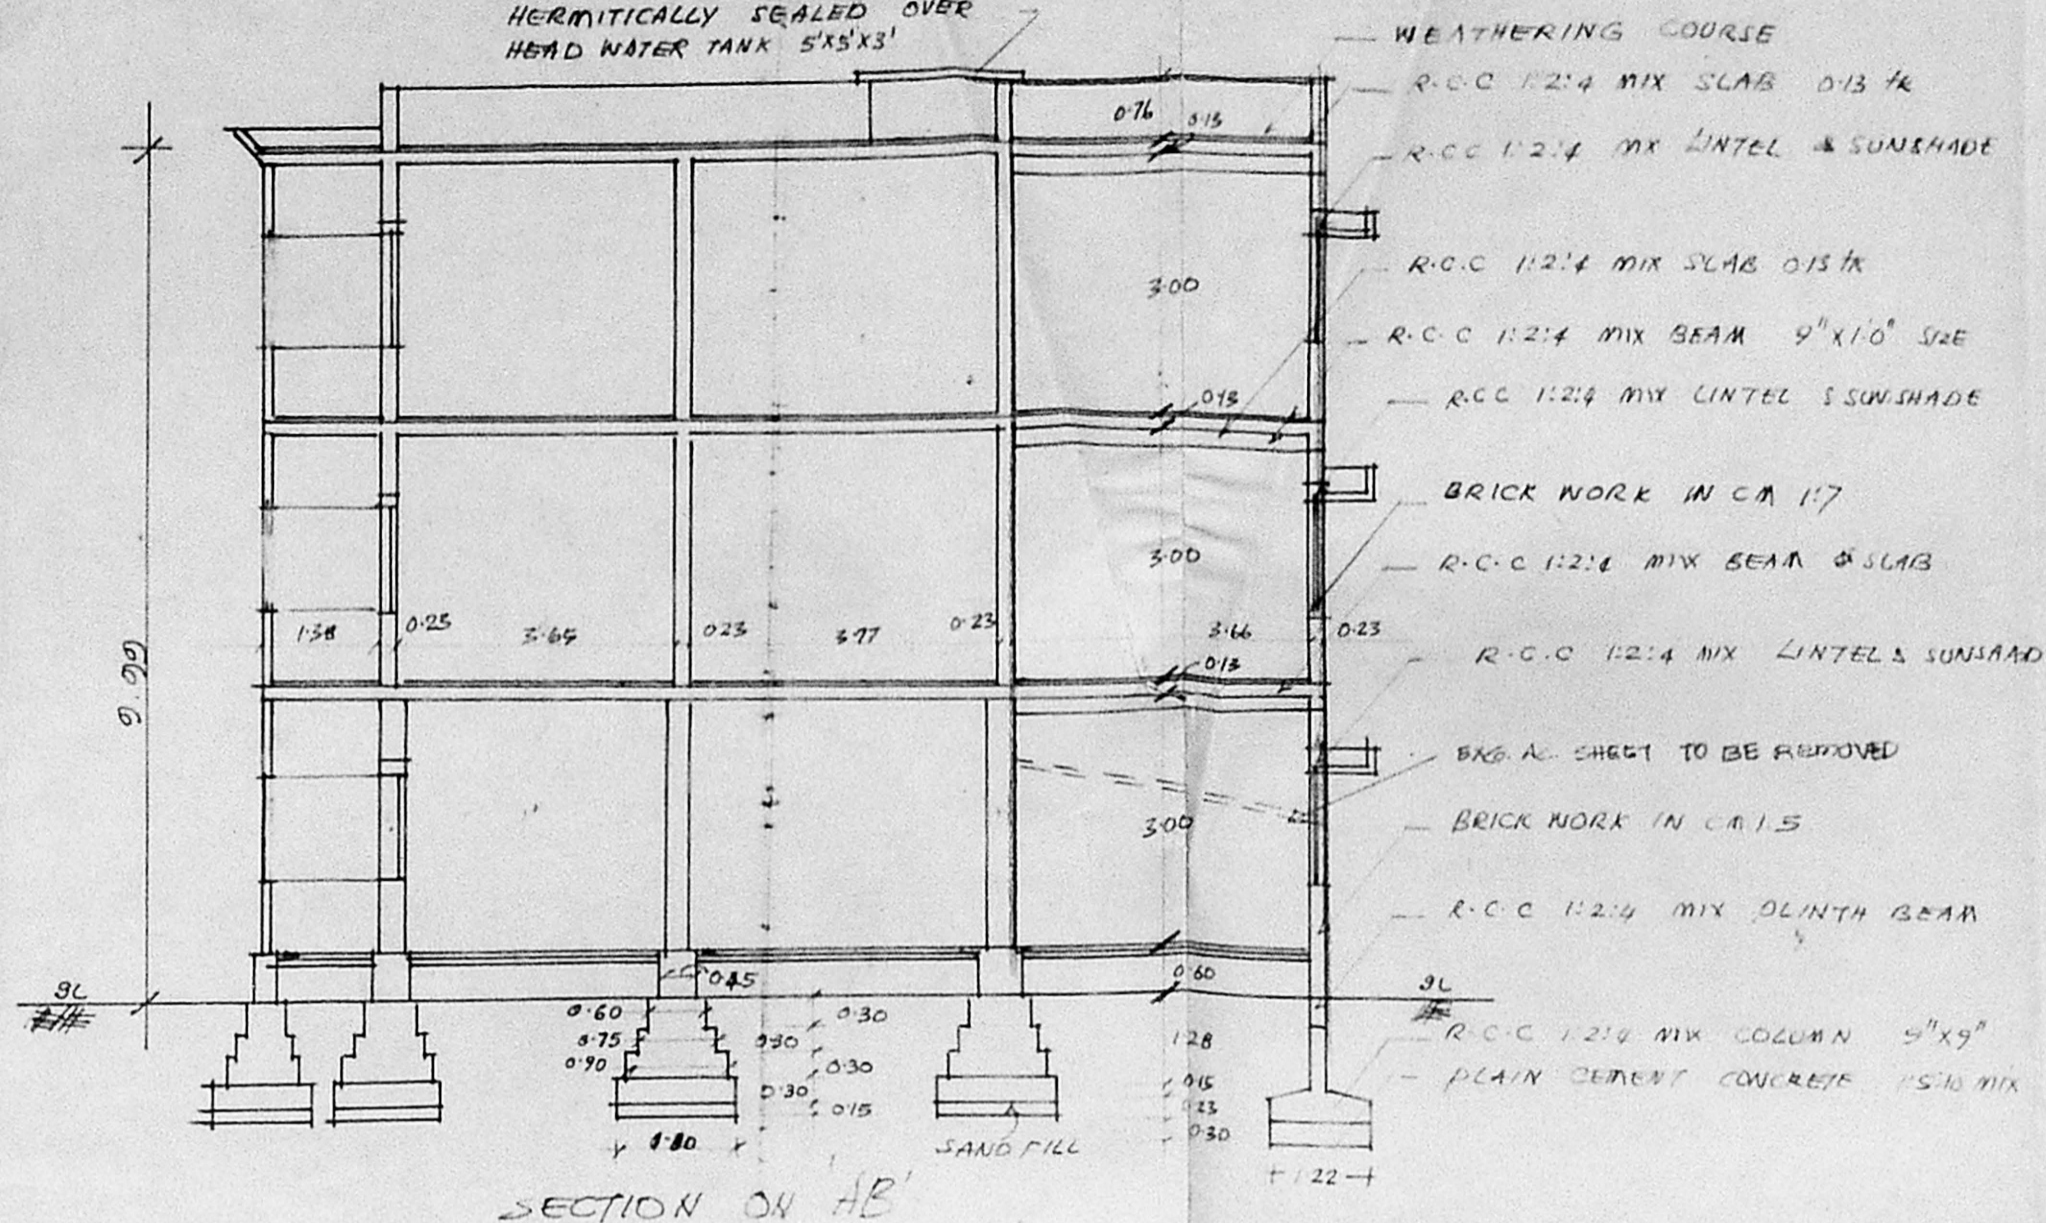 HERMITICALLY SEALED OVER
HEAD WATER TANK 5'X5'X3'
WEATHERING COURSE
R.C.C 1:2:4 MIX SLAB 0.13 tk
R.C.C 1:2:4 MX LINTEL & SUNSHADE
0.76
0.13
R.C.C 1:2:4 MIX SLAB 0.13 tk
3.00
R.C.C 1:2:4 MIX BEAM 9"X1'0" SIZE
0.13
R.C.C 1:2:4 MIX LINTEL & SUNSHADE
BRICK WORK IN CM 1:7
3.00
R.C.C 1:2:4 MIX BEAM & SLAB
1.38
0.23
3.65
0.23
3.77
0.23
3.66
0.23
0.13
R.C.C 1:2:4 MIX LINTEL & SUNSAAD
9.99
EXG. AC. SHEET TO BE REMOVED
3.00
BRICK WORK IN CM 1.5
R.C.C 1:2:4 MIX PLINTH BEAM
0.45
0.60
GL
GL
0.60
0.30
0.75
0.30
1.28
R.C.C 1:2:4 MIX COLUMN 9"X9"
0.90
0.30
0.30
0.15
0.15
PLAIN CEMENT CONCRETE MIX
0.23
0.30
SAND FILL
1.22
SECTION ON 'AB'